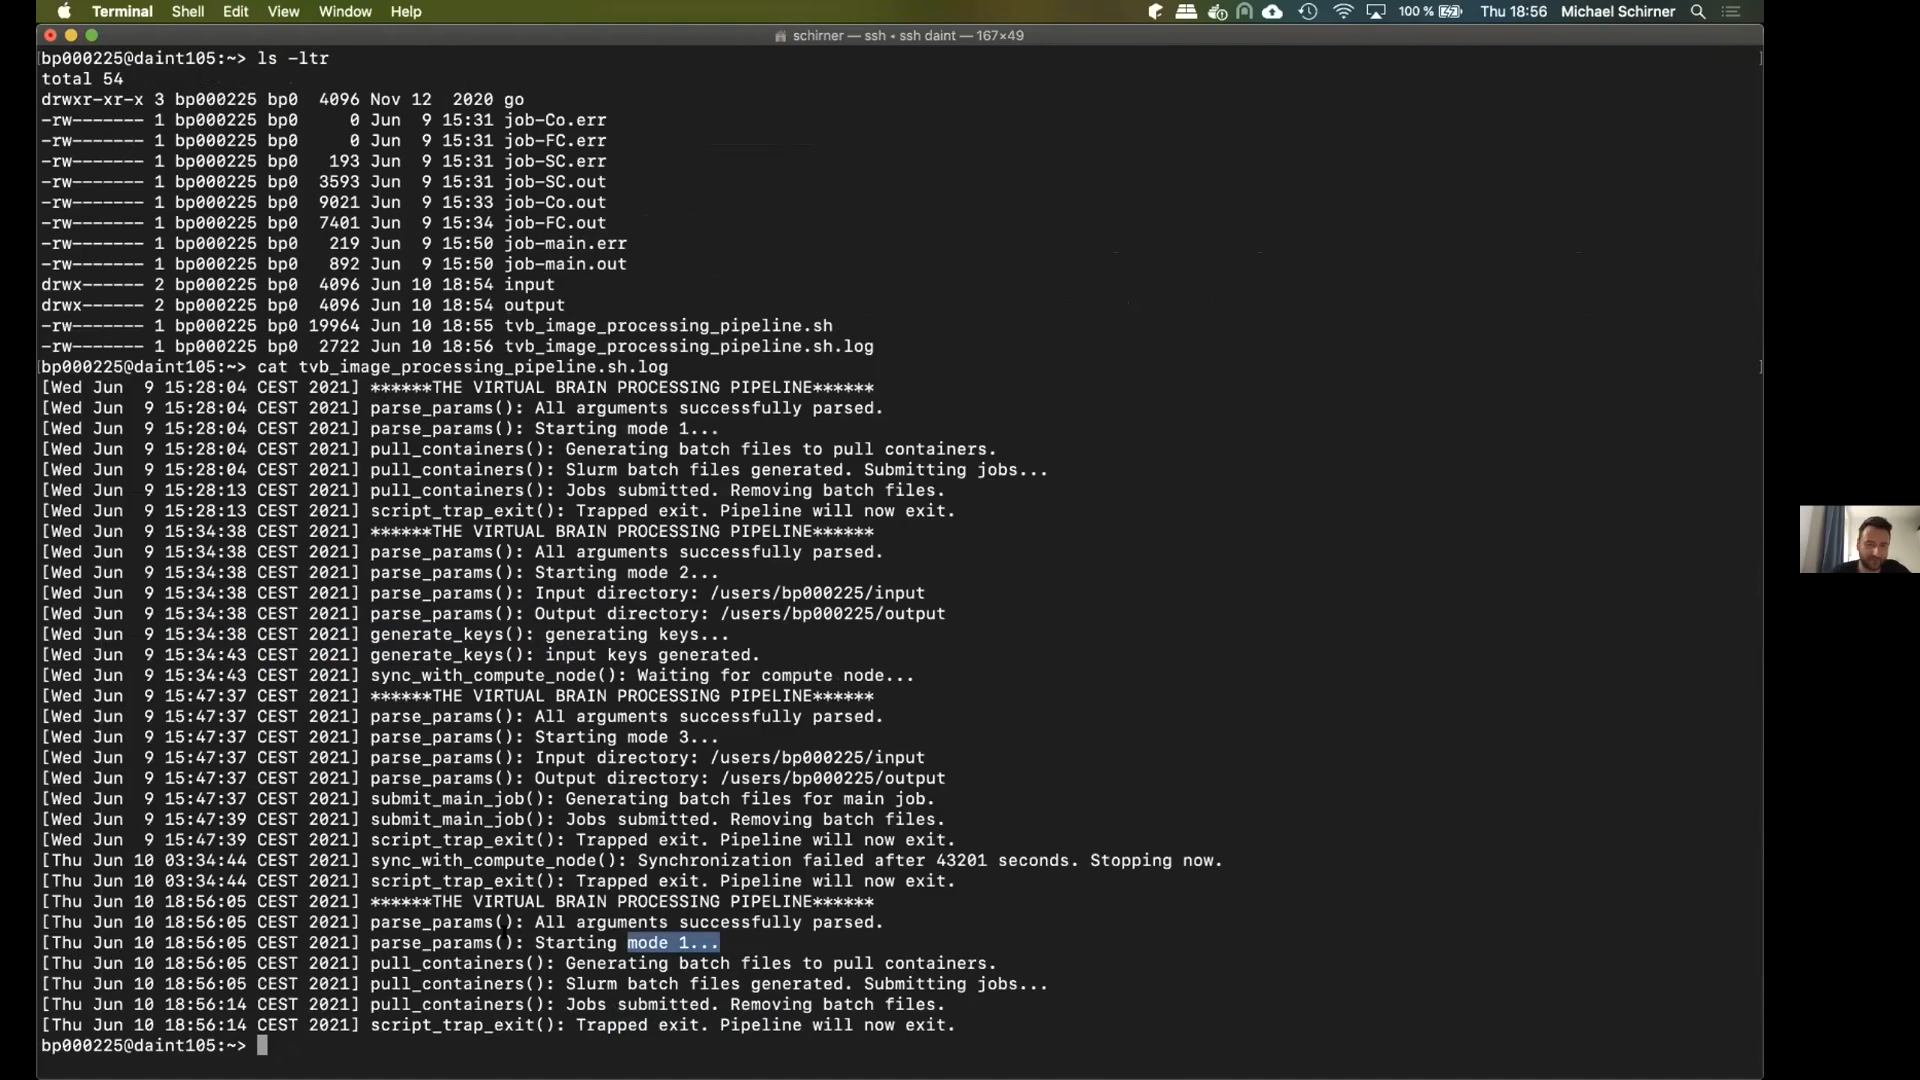 Terminal Shell Edit View Window Help 100 % Thu 18:56 Michael Schirner
schirner — ssh ◂ ssh daint — 167×49
[bp000225@daint105:~> ls -ltr ]
total 54
drwxr-xr-x 3 bp000225 bp0 4096 Nov 12 2020 go
-rw------- 1 bp000225 bp0 0 Jun 9 15:31 job-Co.err
-rw------- 1 bp000225 bp0 0 Jun 9 15:31 job-FC.err
-rw------- 1 bp000225 bp0 193 Jun 9 15:31 job-SC.err
-rw------- 1 bp000225 bp0 3593 Jun 9 15:31 job-SC.out
-rw------- 1 bp000225 bp0 9021 Jun 9 15:33 job-Co.out
-rw------- 1 bp000225 bp0 7401 Jun 9 15:34 job-FC.out
-rw------- 1 bp000225 bp0 219 Jun 9 15:50 job-main.err
-rw------- 1 bp000225 bp0 892 Jun 9 15:50 job-main.out
drwx------ 2 bp000225 bp0 4096 Jun 10 18:54 input
drwx------ 2 bp000225 bp0 4096 Jun 10 18:54 output
-rw------- 1 bp000225 bp0 19964 Jun 10 18:55 tvb_image_processing_pipeline.sh
-rw------- 1 bp000225 bp0 2722 Jun 10 18:56 tvb_image_processing_pipeline.sh.log
[bp000225@daint105:~> cat tvb_image_processing_pipeline.sh.log ]
[Wed Jun 9 15:28:04 CEST 2021] ******THE VIRTUAL BRAIN PROCESSING PIPELINE******
[Wed Jun 9 15:28:04 CEST 2021] parse_params(): All arguments successfully parsed.
[Wed Jun 9 15:28:04 CEST 2021] parse_params(): Starting mode 1...
[Wed Jun 9 15:28:04 CEST 2021] pull_containers(): Generating batch files to pull containers.
[Wed Jun 9 15:28:04 CEST 2021] pull_containers(): Slurm batch files generated. Submitting jobs...
[Wed Jun 9 15:28:13 CEST 2021] pull_containers(): Jobs submitted. Removing batch files.
[Wed Jun 9 15:28:13 CEST 2021] script_trap_exit(): Trapped exit. Pipeline will now exit.
[Wed Jun 9 15:34:38 CEST 2021] ******THE VIRTUAL BRAIN PROCESSING PIPELINE******
[Wed Jun 9 15:34:38 CEST 2021] parse_params(): All arguments successfully parsed.
[Wed Jun 9 15:34:38 CEST 2021] parse_params(): Starting mode 2...
[Wed Jun 9 15:34:38 CEST 2021] parse_params(): Input directory: /users/bp000225/input
[Wed Jun 9 15:34:38 CEST 2021] parse_params(): Output directory: /users/bp000225/output
[Wed Jun 9 15:34:38 CEST 2021] generate_keys(): generating keys...
[Wed Jun 9 15:34:43 CEST 2021] generate_keys(): input keys generated.
[Wed Jun 9 15:34:43 CEST 2021] sync_with_compute_node(): Waiting for compute node...
[Wed Jun 9 15:47:37 CEST 2021] ******THE VIRTUAL BRAIN PROCESSING PIPELINE******
[Wed Jun 9 15:47:37 CEST 2021] parse_params(): All arguments successfully parsed.
[Wed Jun 9 15:47:37 CEST 2021] parse_params(): Starting mode 3...
[Wed Jun 9 15:47:37 CEST 2021] parse_params(): Input directory: /users/bp000225/input
[Wed Jun 9 15:47:37 CEST 2021] parse_params(): Output directory: /users/bp000225/output
[Wed Jun 9 15:47:37 CEST 2021] submit_main_job(): Generating batch files for main job.
[Wed Jun 9 15:47:39 CEST 2021] submit_main_job(): Jobs submitted. Removing batch files.
[Wed Jun 9 15:47:39 CEST 2021] script_trap_exit(): Trapped exit. Pipeline will now exit.
[Thu Jun 10 03:34:44 CEST 2021] sync_with_compute_node(): Synchronization failed after 43201 seconds. Stopping now.
[Thu Jun 10 03:34:44 CEST 2021] script_trap_exit(): Trapped exit. Pipeline will now exit.
[Thu Jun 10 18:56:05 CEST 2021] ******THE VIRTUAL BRAIN PROCESSING PIPELINE******
[Thu Jun 10 18:56:05 CEST 2021] parse_params(): All arguments successfully parsed.
[Thu Jun 10 18:56:05 CEST 2021] parse_params(): Starting mode 1...
[Thu Jun 10 18:56:05 CEST 2021] pull_containers(): Generating batch files to pull containers.
[Thu Jun 10 18:56:05 CEST 2021] pull_containers(): Slurm batch files generated. Submitting jobs...
[Thu Jun 10 18:56:14 CEST 2021] pull_containers(): Jobs submitted. Removing batch files.
[Thu Jun 10 18:56:14 CEST 2021] script_trap_exit(): Trapped exit. Pipeline will now exit.
bp000225@daint105:~>